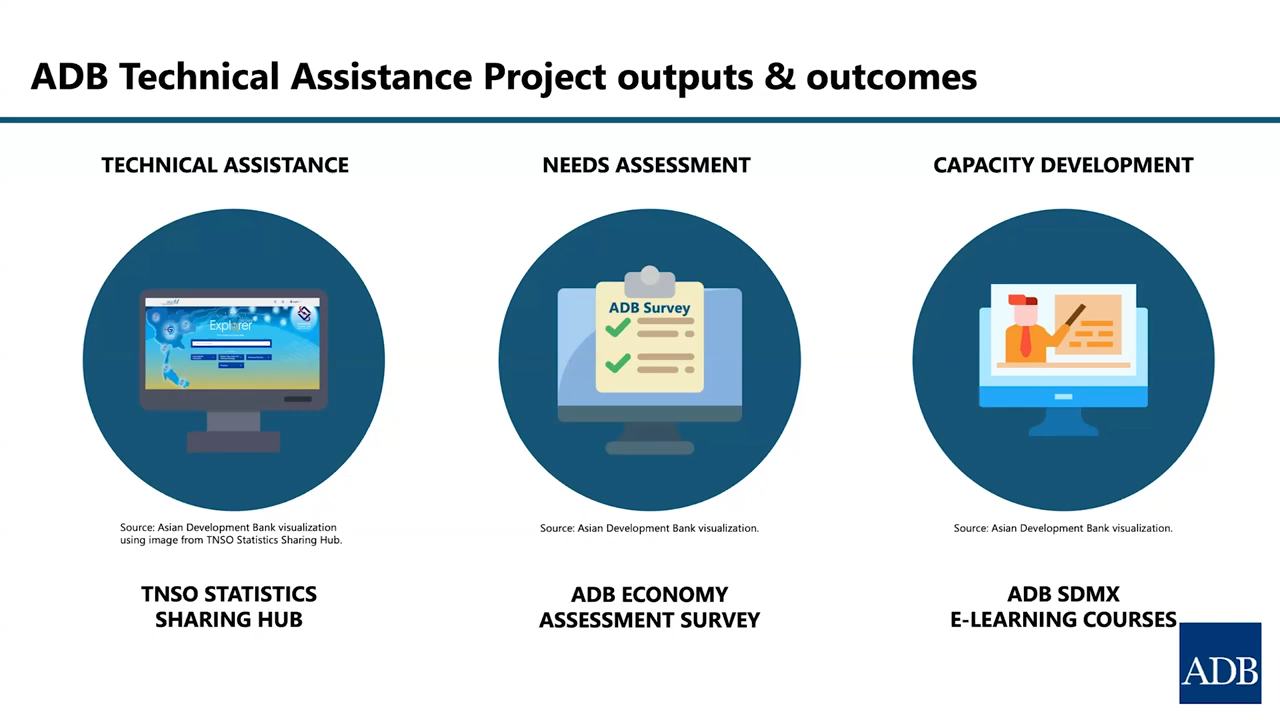 ADB Technical Assistance Project outputs & outcomes
TECHNICAL ASSISTANCE
NEEDS ASSESSMENT
CAPACITY DEVELOPMENT
Explorer
ADB Survey
Source: Asian Development Bank visualization
using image from TNSO Statistics Sharing Hub.
Source: Asian Development Bank visualization.
Source: Asian Development Bank visualization.
TNSO STATISTICS
SHARING HUB
ADB ECONOMY
ASSESSMENT SURVEY
ADB SDMX
E-LEARNING COURSES
ADB